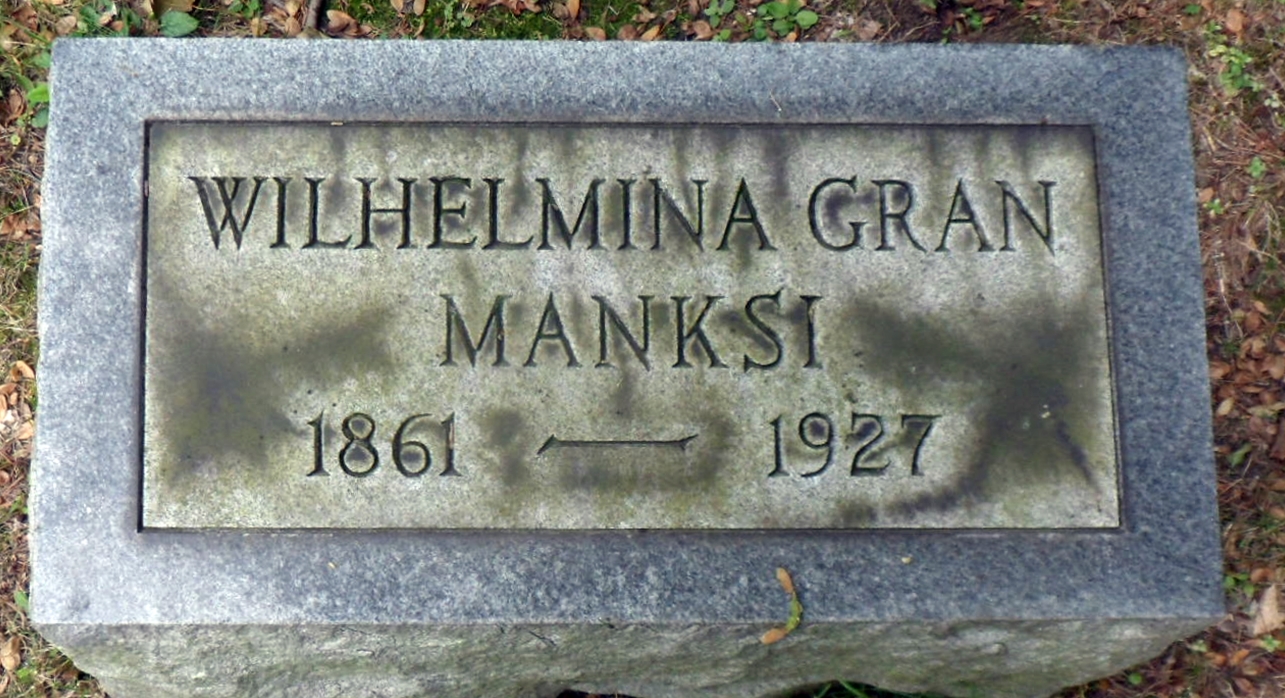 WILHELMINA GRAN
MANKSI
1861 — 1927